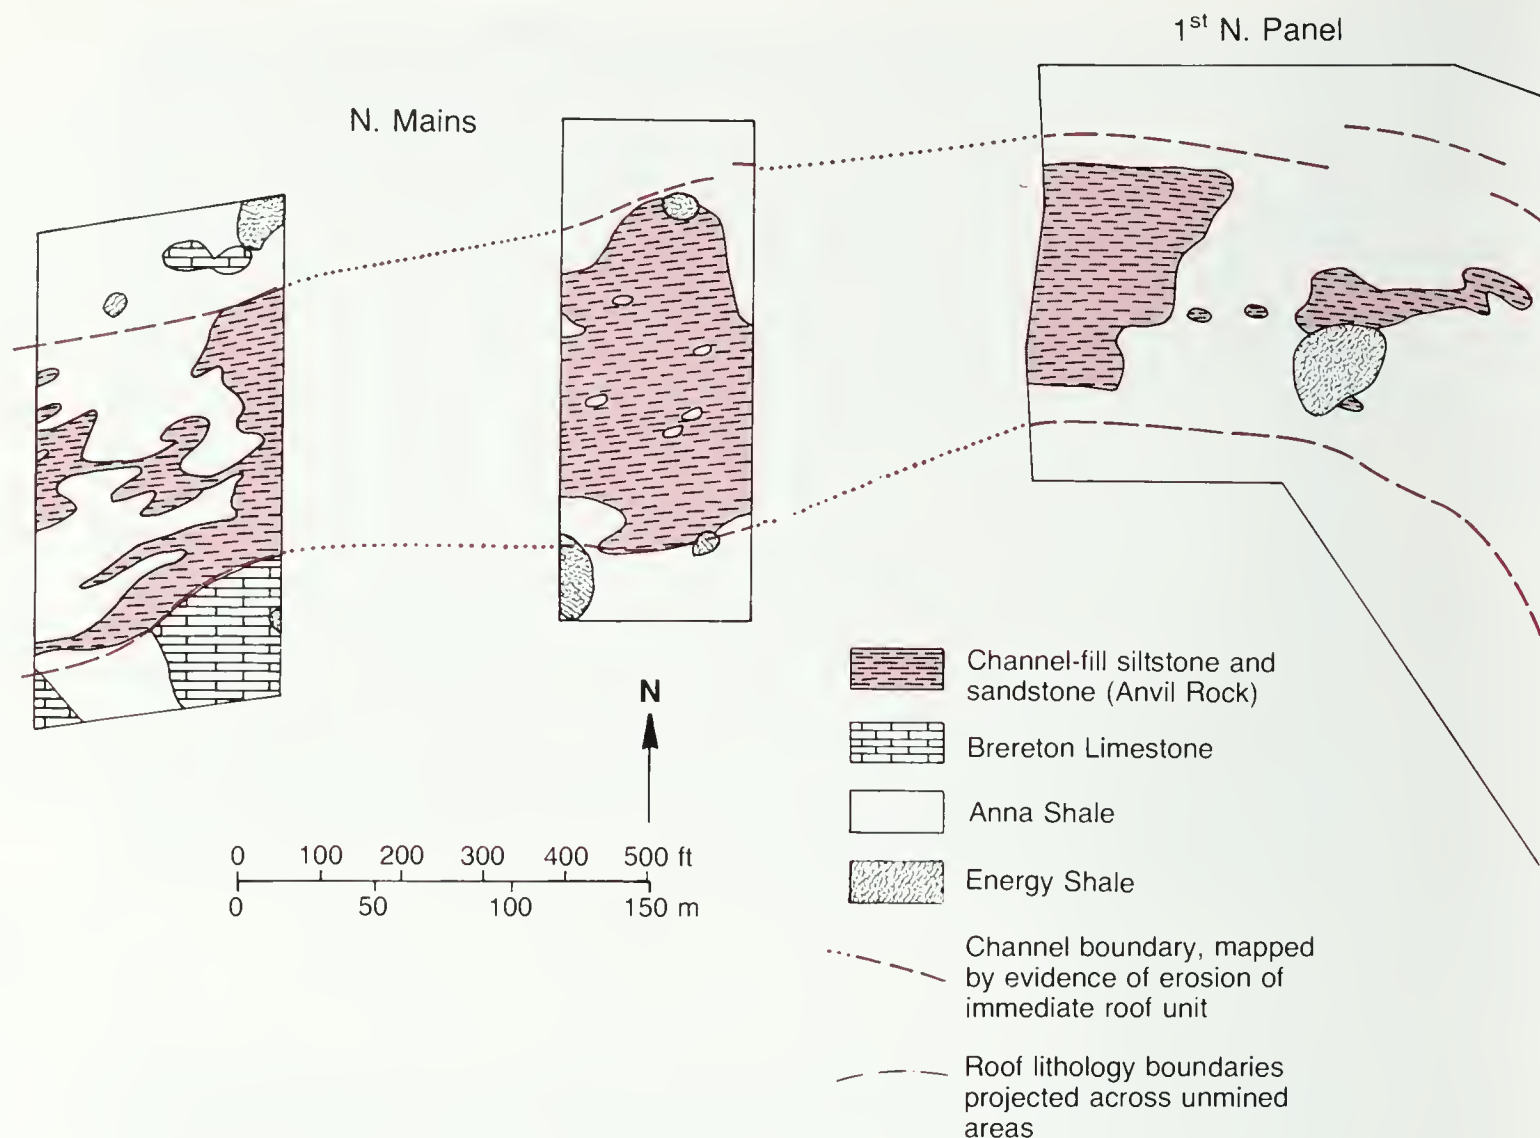 1st N. Panel
N. Mains
N
0 100 200 300 400 500 ft
0 50 100 150 m
Channel-fill siltstone and
sandstone (Anvil Rock)
Brereton Limestone
Anna Shale
Energy Shale
Channel boundary, mapped
by evidence of erosion of
immediate roof unit
Roof lithology boundaries
projected across unmined
areas